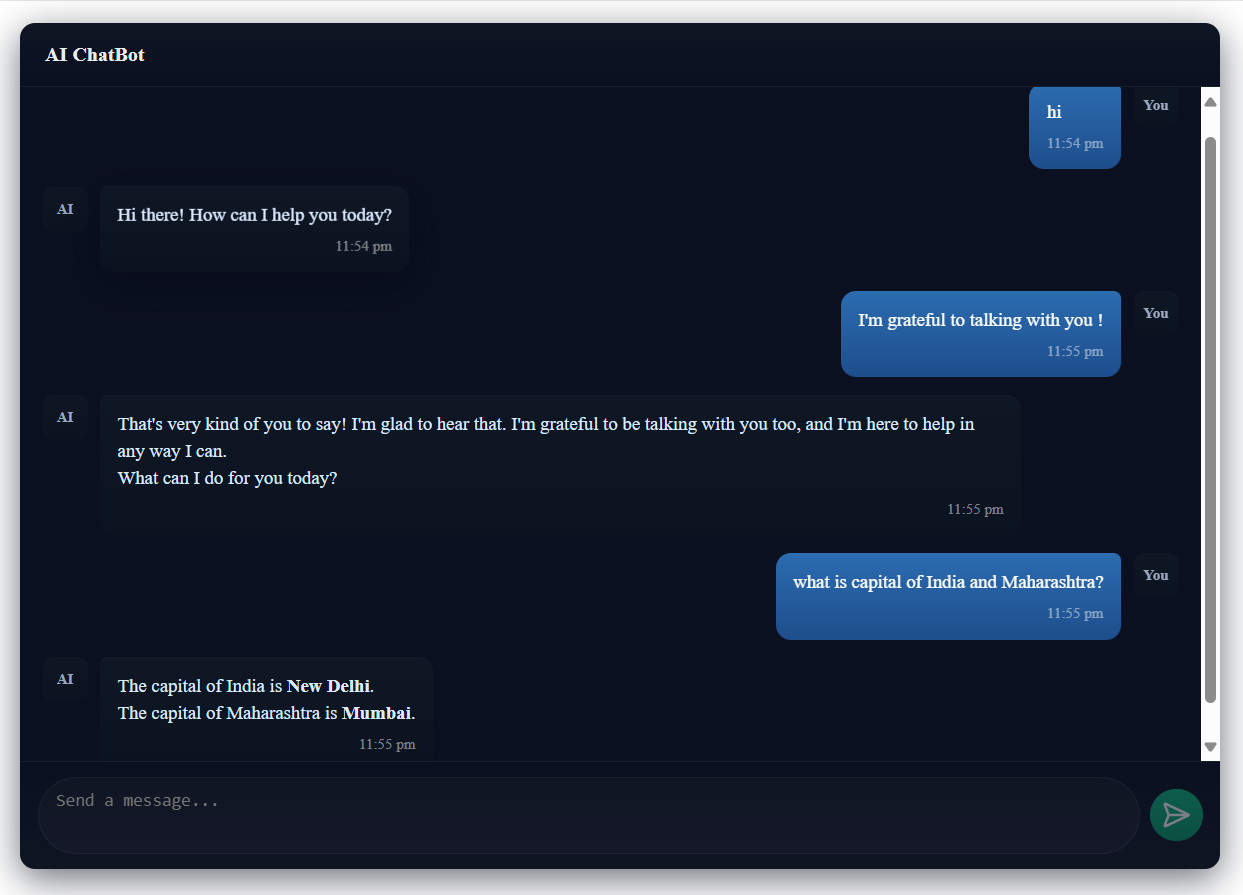 AI ChatBot
hi
You
11:54 pm
AI
Hi there! How can I help you today?
11:54 pm
I'm grateful to talking with you !
You
11:55 pm
AI
That's very kind of you to say! I'm glad to hear that. I'm grateful to be talking with you too, and I'm here to help in
any way I can.
What can I do for you today?
11:55 pm
what is capital of India and Maharashtra?
You
11:55 pm
AI
The capital of India is New Delhi.
The capital of Maharashtra is Mumbai.
11:55 pm
Send a message...